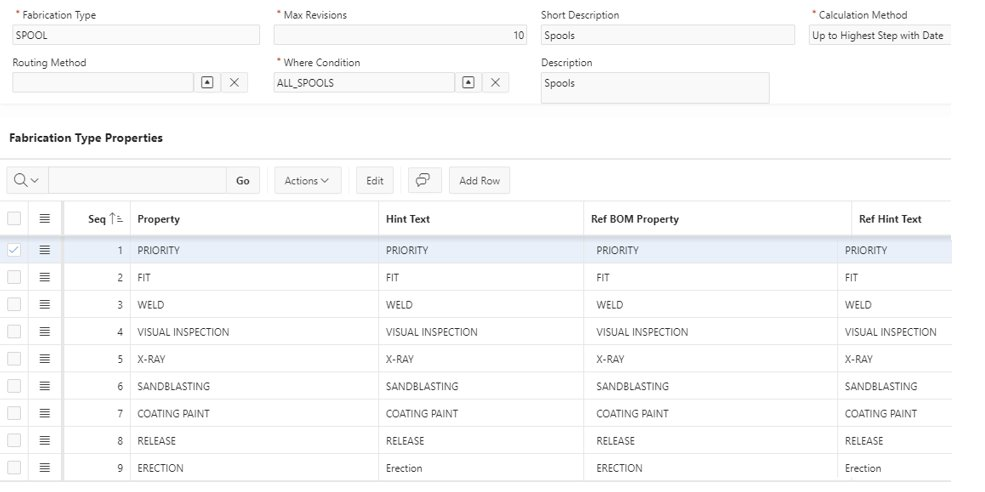 * Fabrication Type * Max Revisions Short Description * Calculation Method
SPOOL 10 Spools Up to Highest Step with Date
Routing Method * Where Condition Description
ALL_SPOOLS Spools
Fabrication Type Properties
Go Actions Edit Add Row
Seq Property Hint Text Ref BOM Property Ref Hint Text
1 PRIORITY PRIORITY PRIORITY PRIORITY
2 FIT FIT FIT FIT
3 WELD WELD WELD WELD
4 VISUAL INSPECTION VISUAL INSPECTION VISUAL INSPECTION VISUAL INSPECTION
5 X-RAY X-RAY X-RAY X-RAY
6 SANDBLASTING SANDBLASTING SANDBLASTING SANDBLASTING
7 COATING PAINT COATING PAINT COATING PAINT COATING PAINT
8 RELEASE RELEASE RELEASE RELEASE
9 ERECTION Erection ERECTION Erection